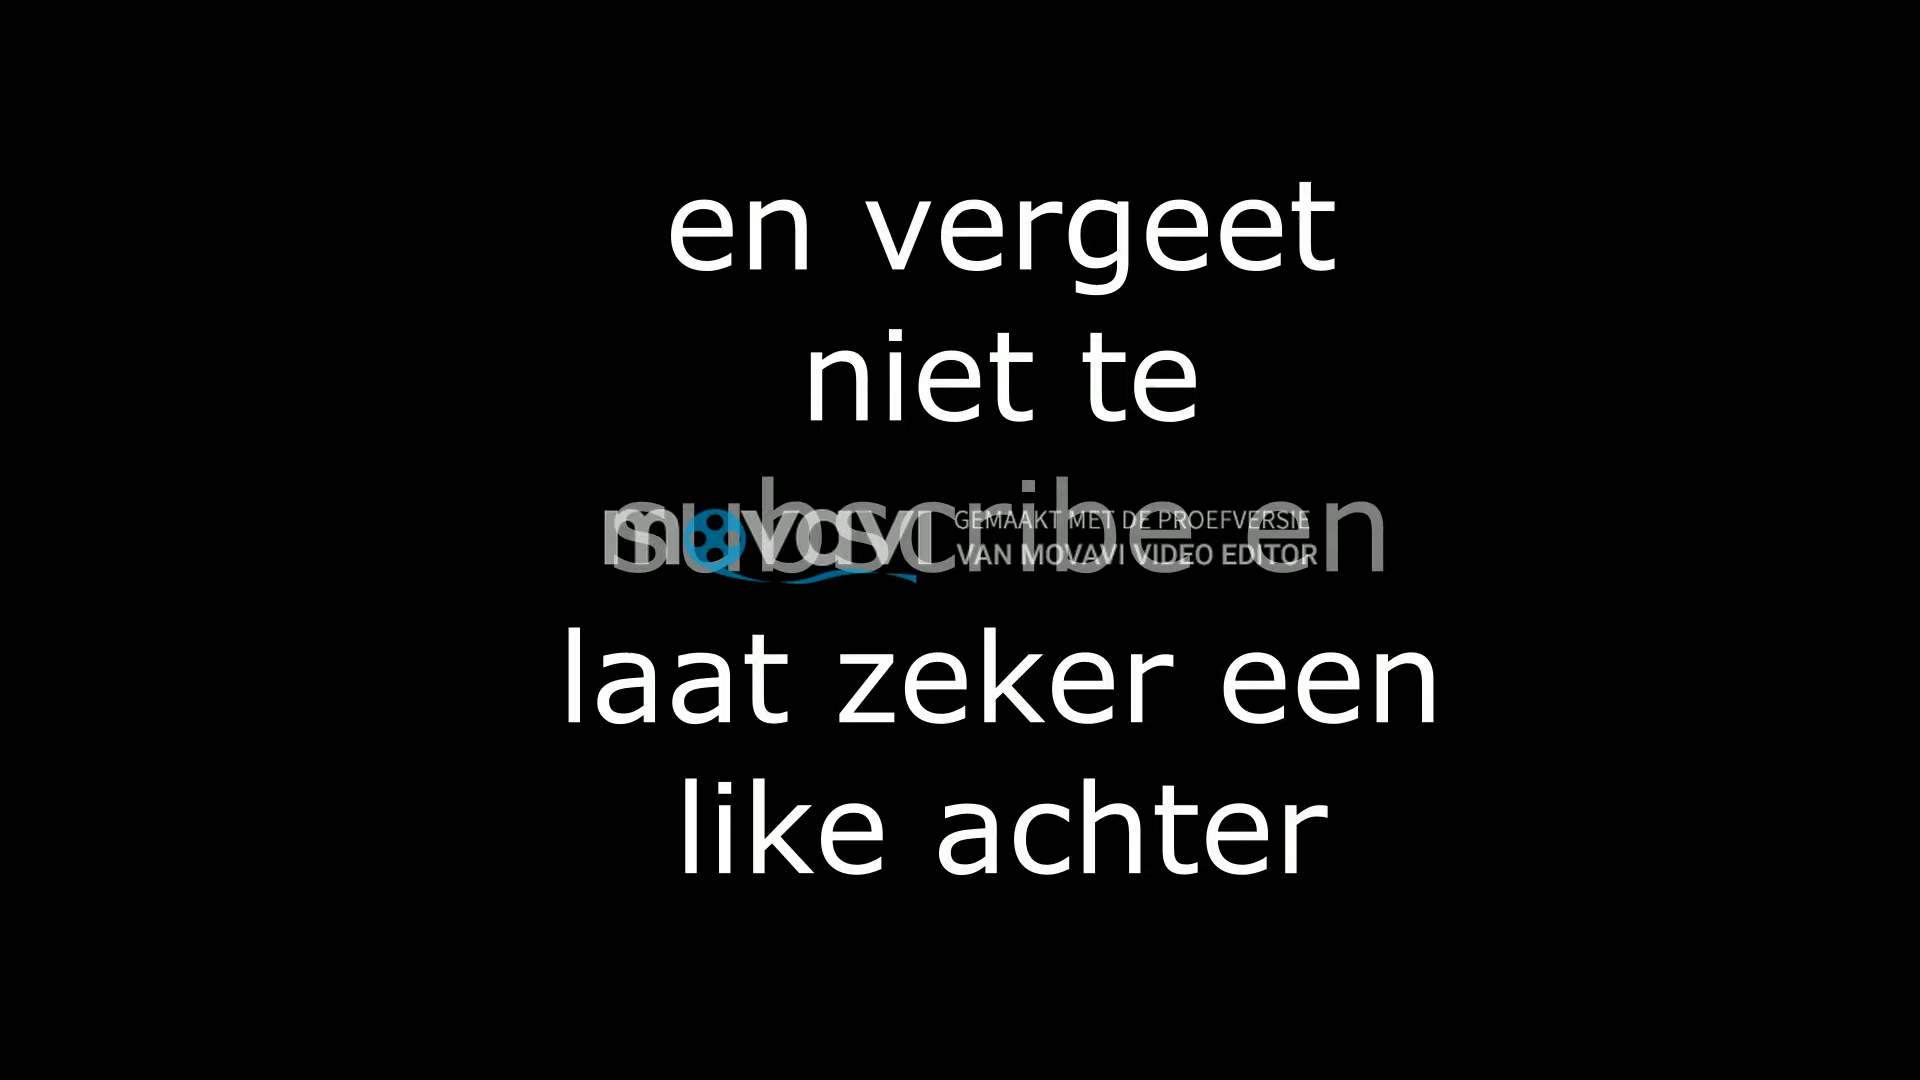 en vergeet
niet te
subscribe en
movavi
GEMAAKT MET DE PROEFVERSIE
VAN MOVAVI VIDEO EDITOR
laat zeker een
like achter